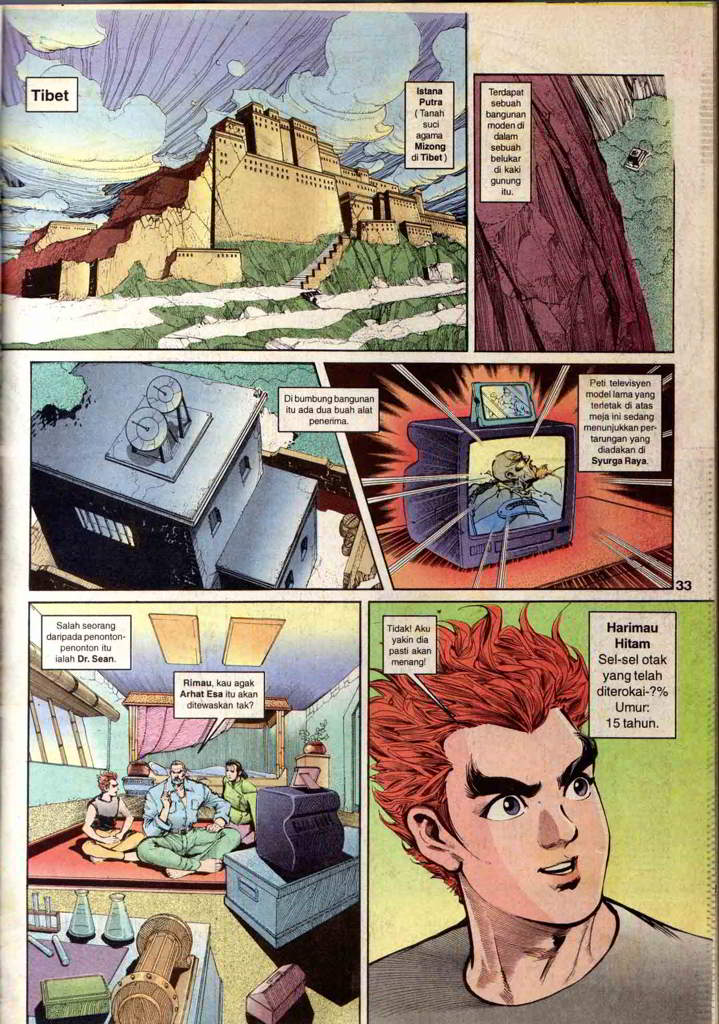 Tibet
Istana
Putra
( Tanah
suci
agama
Mizong
di Tibet )
Terdapat
sebuah
bangunan
moden di
dalam
sebuah
belukar
di kaki
gunung
itu.
Di bumbung bangunan
itu ada dua buah alat
penerima.
Peti televisyen
model lama yang
terletak di atas
meja ini sedang
menunjukkan per-
tarungan yang
diadakan di
Syurga Raya.
33
Salah seorang
daripada penonton-
penonton itu
ialah Dr. Sean.
Rimau, kau agak
Arhat Esa itu akan
ditewaskan tak?
Tidak! Aku
yakin dia
pasti akan
menang!
Harimau
Hitam
Sel-sel otak
yang telah
diterokai-?%
Umur:
15 tahun.